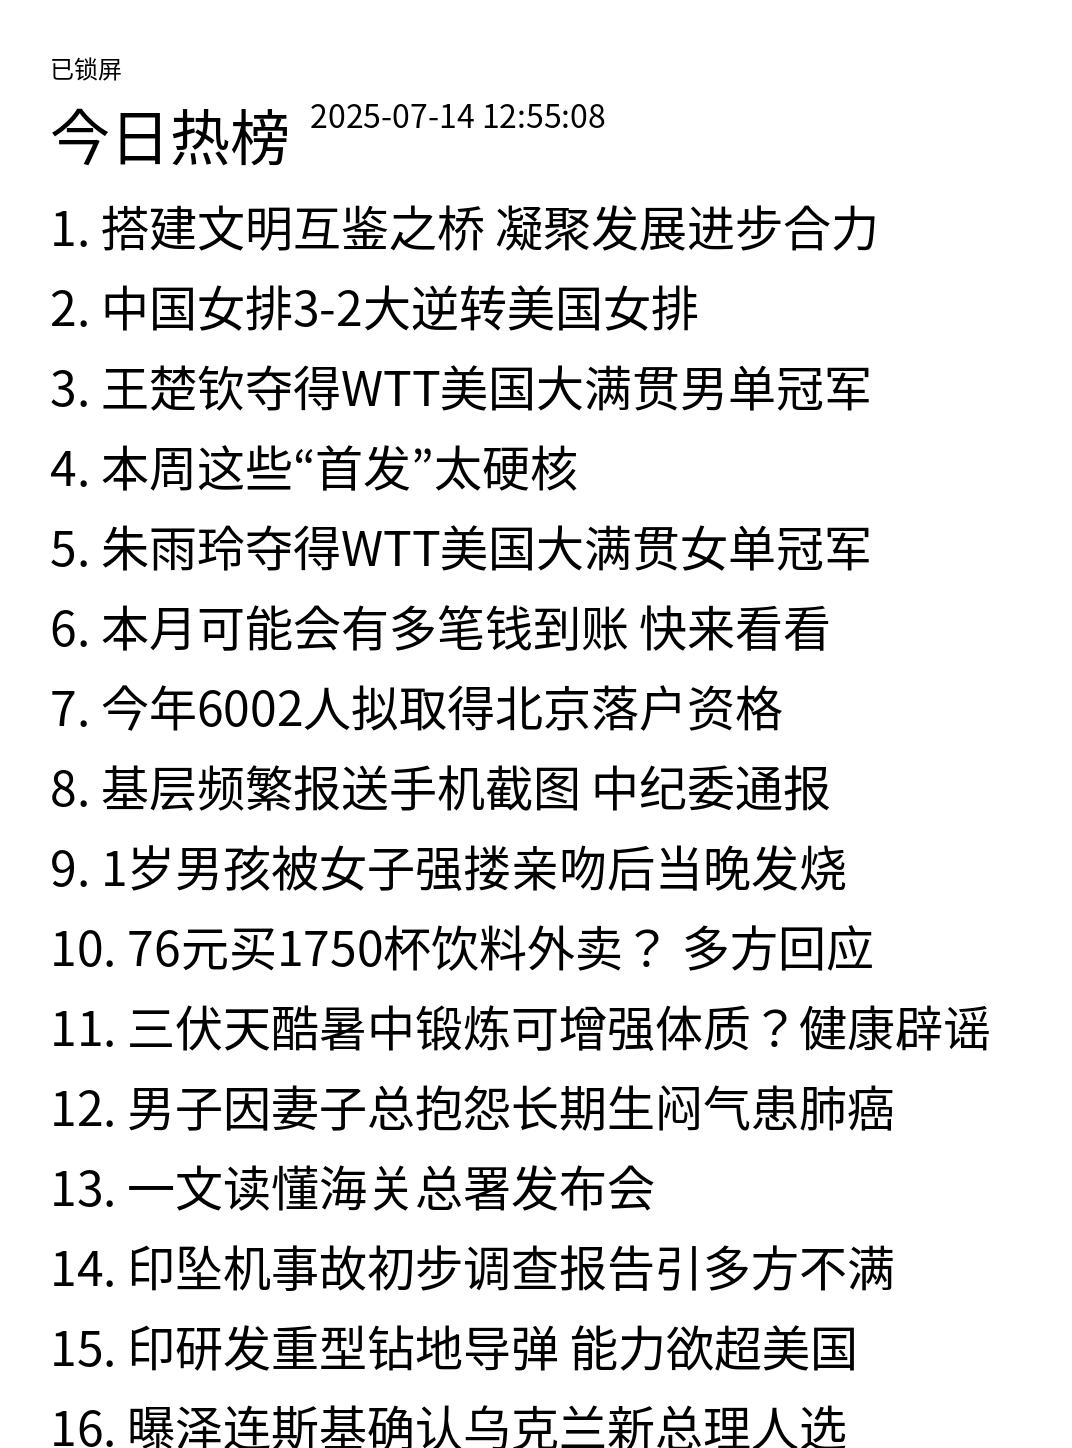 已锁屏
今日热榜 2025-07-14 12:55:08
1. 搭建文明互鉴之桥 凝聚发展进步合力
2. 中国女排3-2大逆转美国女排
3. 王楚钦夺得WTT美国大满贯男单冠军
4. 本周这些“首发”太硬核
5. 朱雨玲夺得WTT美国大满贯女单冠军
6. 本月可能会有多笔钱到账 快来看看
7. 今年6002人拟取得北京落户资格
8. 基层频繁报送手机截图 中纪委通报
9. 1岁男孩被女子强搂亲吻后当晚发烧
10. 76元买1750杯饮料外卖？ 多方回应
11. 三伏天酷暑中锻炼可增强体质？健康辟谣
12. 男子因妻子总抱怨长期生闷气患肺癌
13. 一文读懂海关总署发布会
14. 印坠机事故初步调查报告引多方不满
15. 印研发重型钻地导弹 能力欲超美国
16. 曝泽连斯基确认乌克兰新总理人选